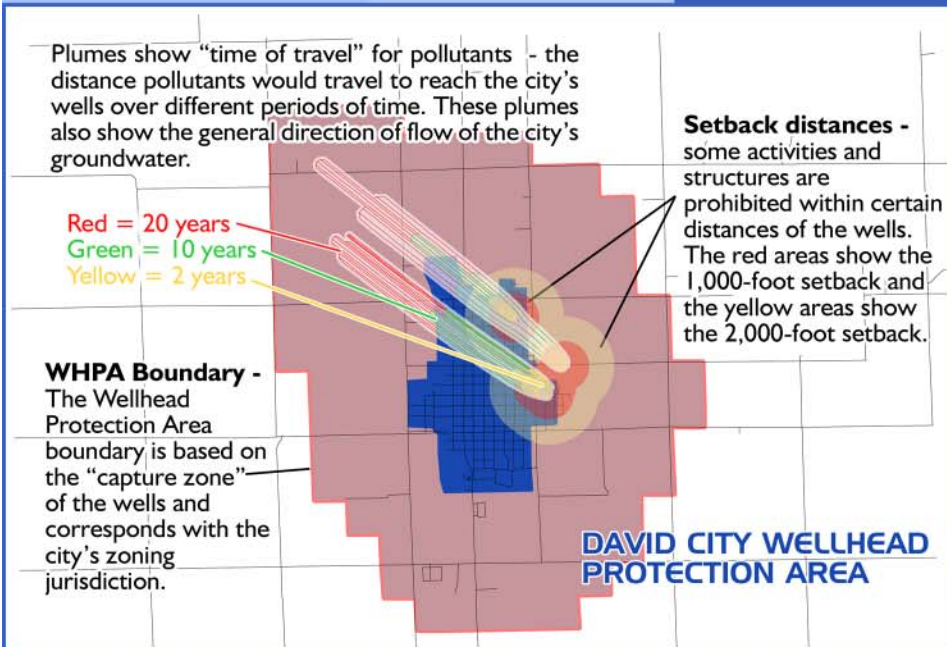 Plumes show “time of travel” for pollutants - the
distance pollutants would travel to reach the city’s
wells over different periods of time. These plumes
also show the general direction of flow of the city’s
groundwater.
Red = 20 years
Green = 10 years
Yellow = 2 years
Setback distances -
some activities and
structures are
prohibited within certain
distances of the wells.
The red areas show the
1,000-foot setback and
the yellow areas show
the 2,000-foot setback.
WHPA Boundary -
The Wellhead
Protection Area
boundary is based on
the “capture zone”
of the wells and
corresponds with the
city’s zoning
jurisdiction.
DAVID CITY WELLHEAD
PROTECTION AREA